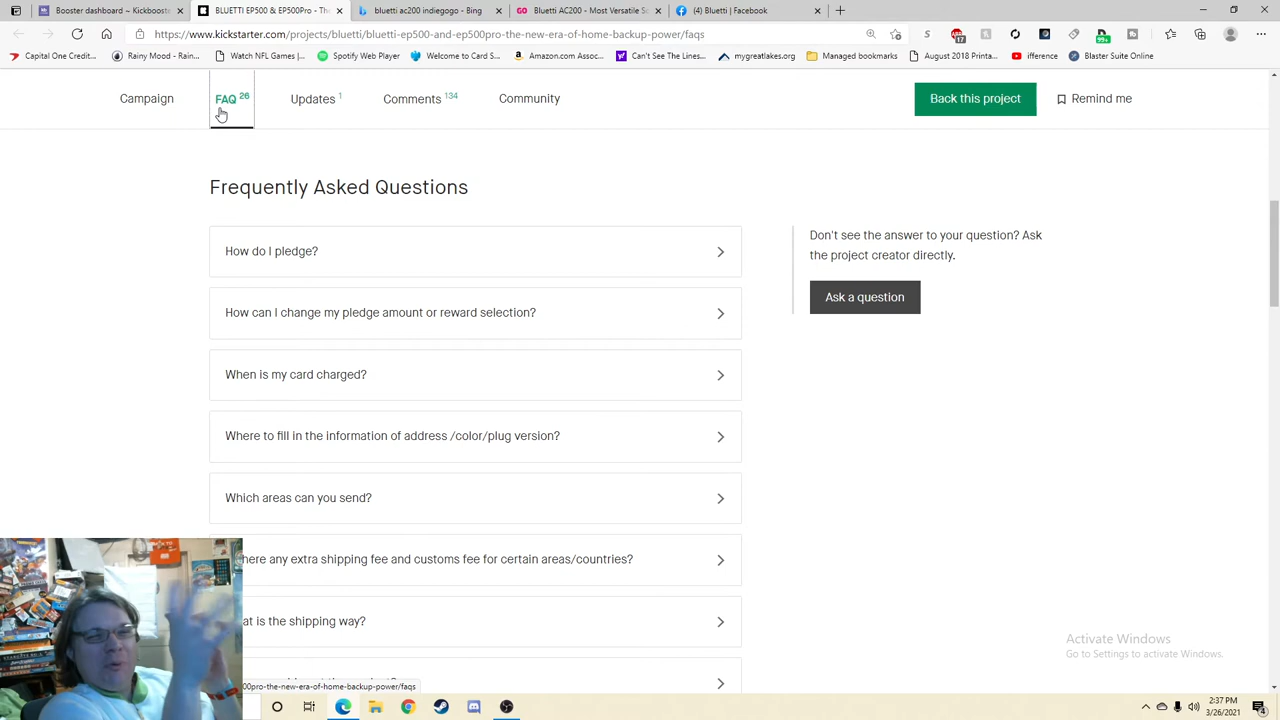 Booster dashboard ~ Kickboost
BLUETTI EP500 & EP500Pro - The
bluetti ac200 indiegogo - Bing
Bluetti AC200 - Most Versatile So
(4) Bluetti | Facebook
https://www.kickstarter.com/projects/bluetti/bluetti-ep500-and-ep500pro-the-new-era-of-home-backup-power/faqs
Capital One Credit...
Rainy Mood - Rain...
Watch LIVE Games |...
Spotify Web Playe...
Welcome to Card S...
Amazon.com Assoc...
Can't See The Lines...
mygreatlakes.org
Managed bookmarks
August 2018 Printa...
ifference
Blaster Suite Online
Campaign
FAQ 26
Updates 1
Comments 134
Community
Back this project
Remind me
Frequently Asked Questions
How do I pledge?
How can I change my pledge amount or reward selection?
When is my card charged?
Where to fill in the information of address /color/plug version?
Which areas can you send?
here any extra shipping fee and customs fee for certain areas/countries?
at is the shipping way?
Don't see the answer to your question? Ask
the project creator directly.
Ask a question
Activate Windows
Go to Settings to activate Windows.
00pro-the-new-era-of-home-backup-power/faqs
2:37 PM
3/26/2021